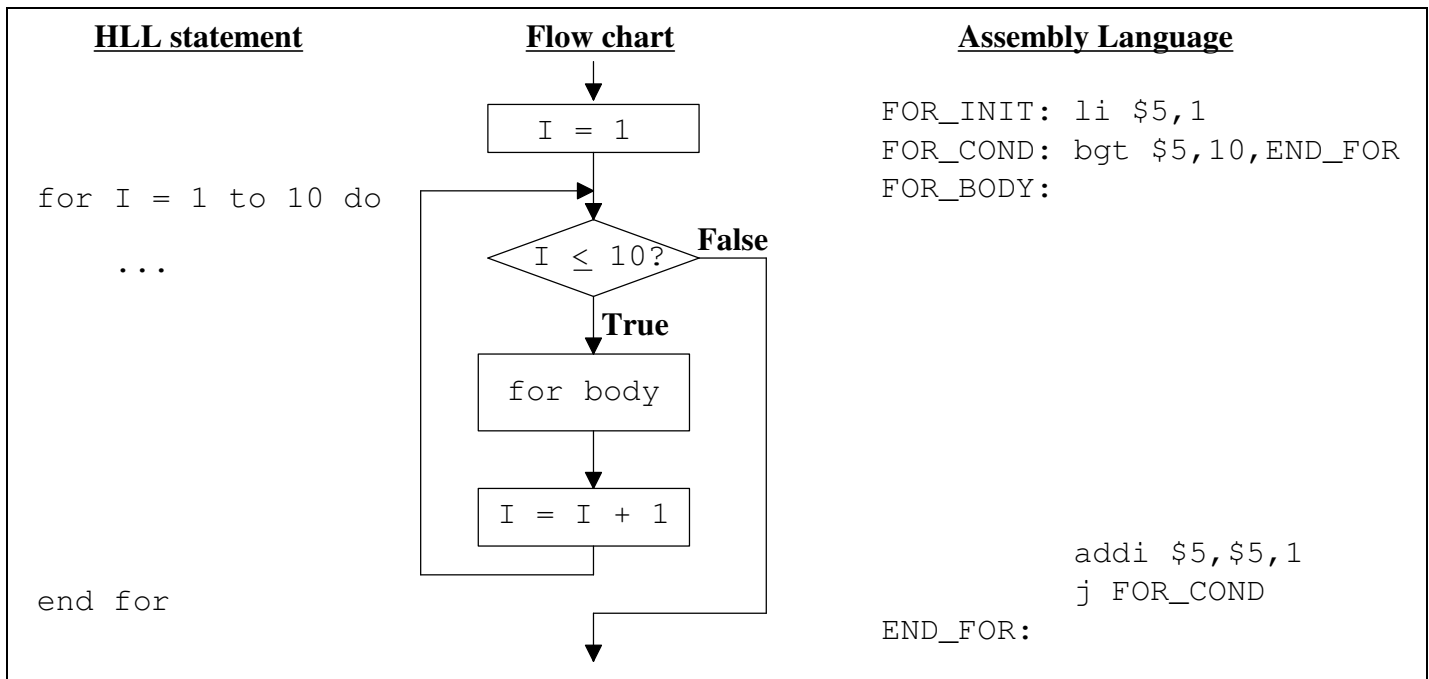 HLL statement
Flow chart
Assembly Language
for I = 1 to 10 do
...
end for
I = 1
I ≤ 10?
False
True
for body
I = I + 1
FOR_INIT: li $5,1
FOR_COND: bgt $5,10,END_FOR
FOR_BODY:
addi $5,$5,1
j FOR_COND
END_FOR: